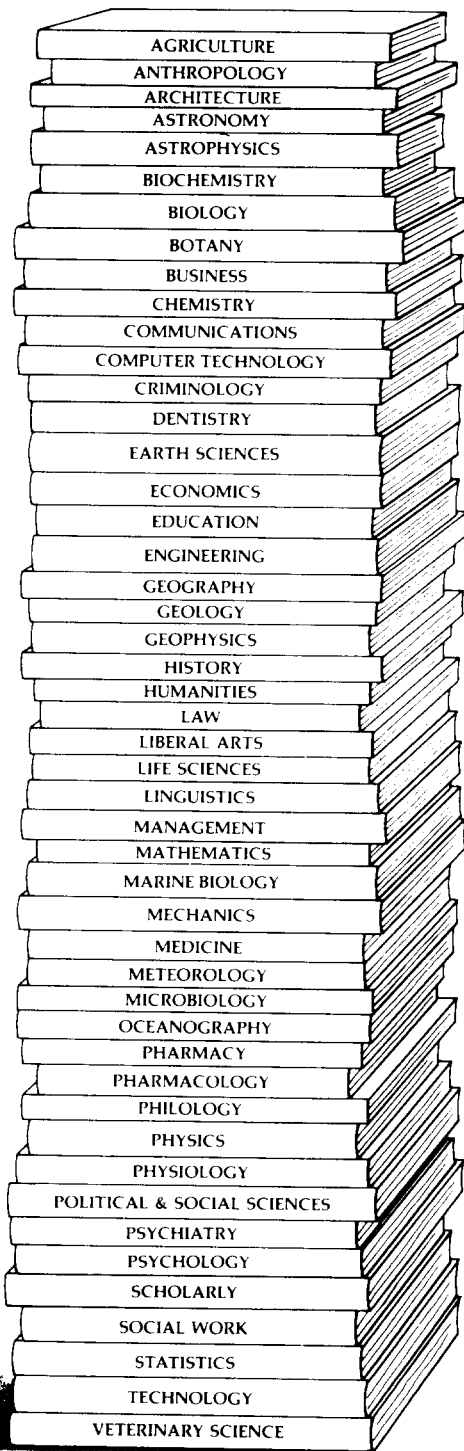 AGRICULTURE
ANTHROPOLOGY
ARCHITECTURE
ASTRONOMY
ASTROPHYSICS
BIOCHEMISTRY
BIOLOGY
BOTANY
BUSINESS
CHEMISTRY
COMMUNICATIONS
COMPUTER TECHNOLOGY
CRIMINOLOGY
DENTISTRY
EARTH SCIENCES
ECONOMICS
EDUCATION
ENGINEERING
GEOGRAPHY
GEOLOGY
GEOPHYSICS
HISTORY
HUMANITIES
LAW
LIBERAL ARTS
LIFE SCIENCES
LINGUISTICS
MANAGEMENT
MATHEMATICS
MARINE BIOLOGY
MECHANICS
MEDICINE
METEOROLOGY
MICROBIOLOGY
OCEANOGRAPHY
PHARMACY
PHARMACOLOGY
PHILOLOGY
PHYSICS
PHYSIOLOGY
POLITICAL & SOCIAL SCIENCES
PSYCHIATRY
PSYCHOLOGY
SCHOLARLY
SOCIAL WORK
STATISTICS
TECHNOLOGY
VETERINARY SCIENCE